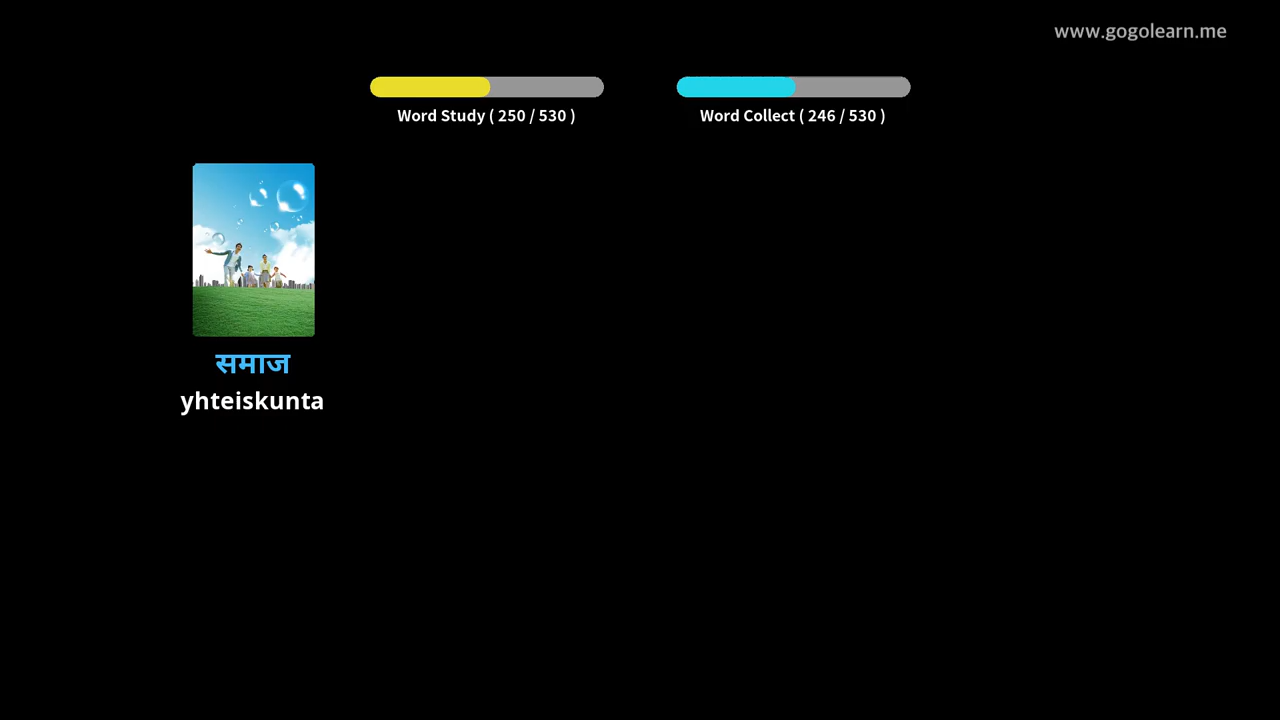 www.gogolearn.me
Word Study ( 250 / 530 )
Word Collect ( 246 / 530 )
समाज
yhteiskunta